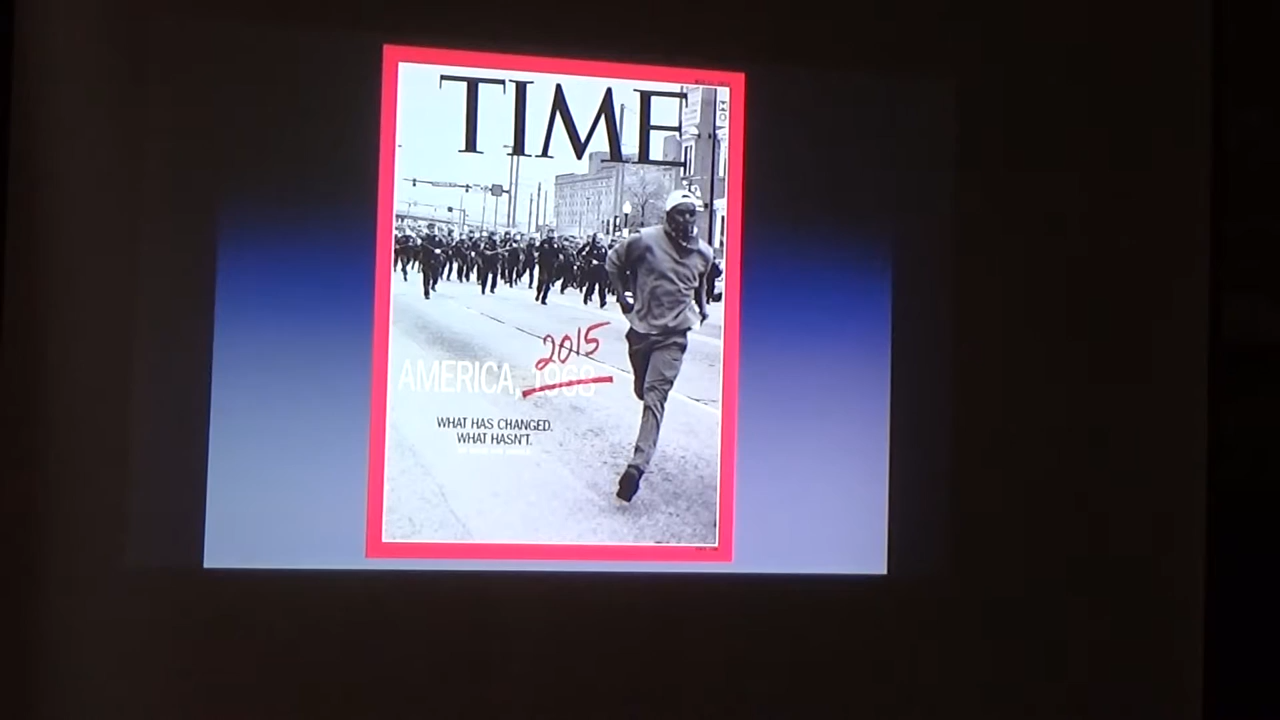 TIME
2015
AMERICA, 1968
WHAT HAS CHANGED.
WHAT HASN'T.